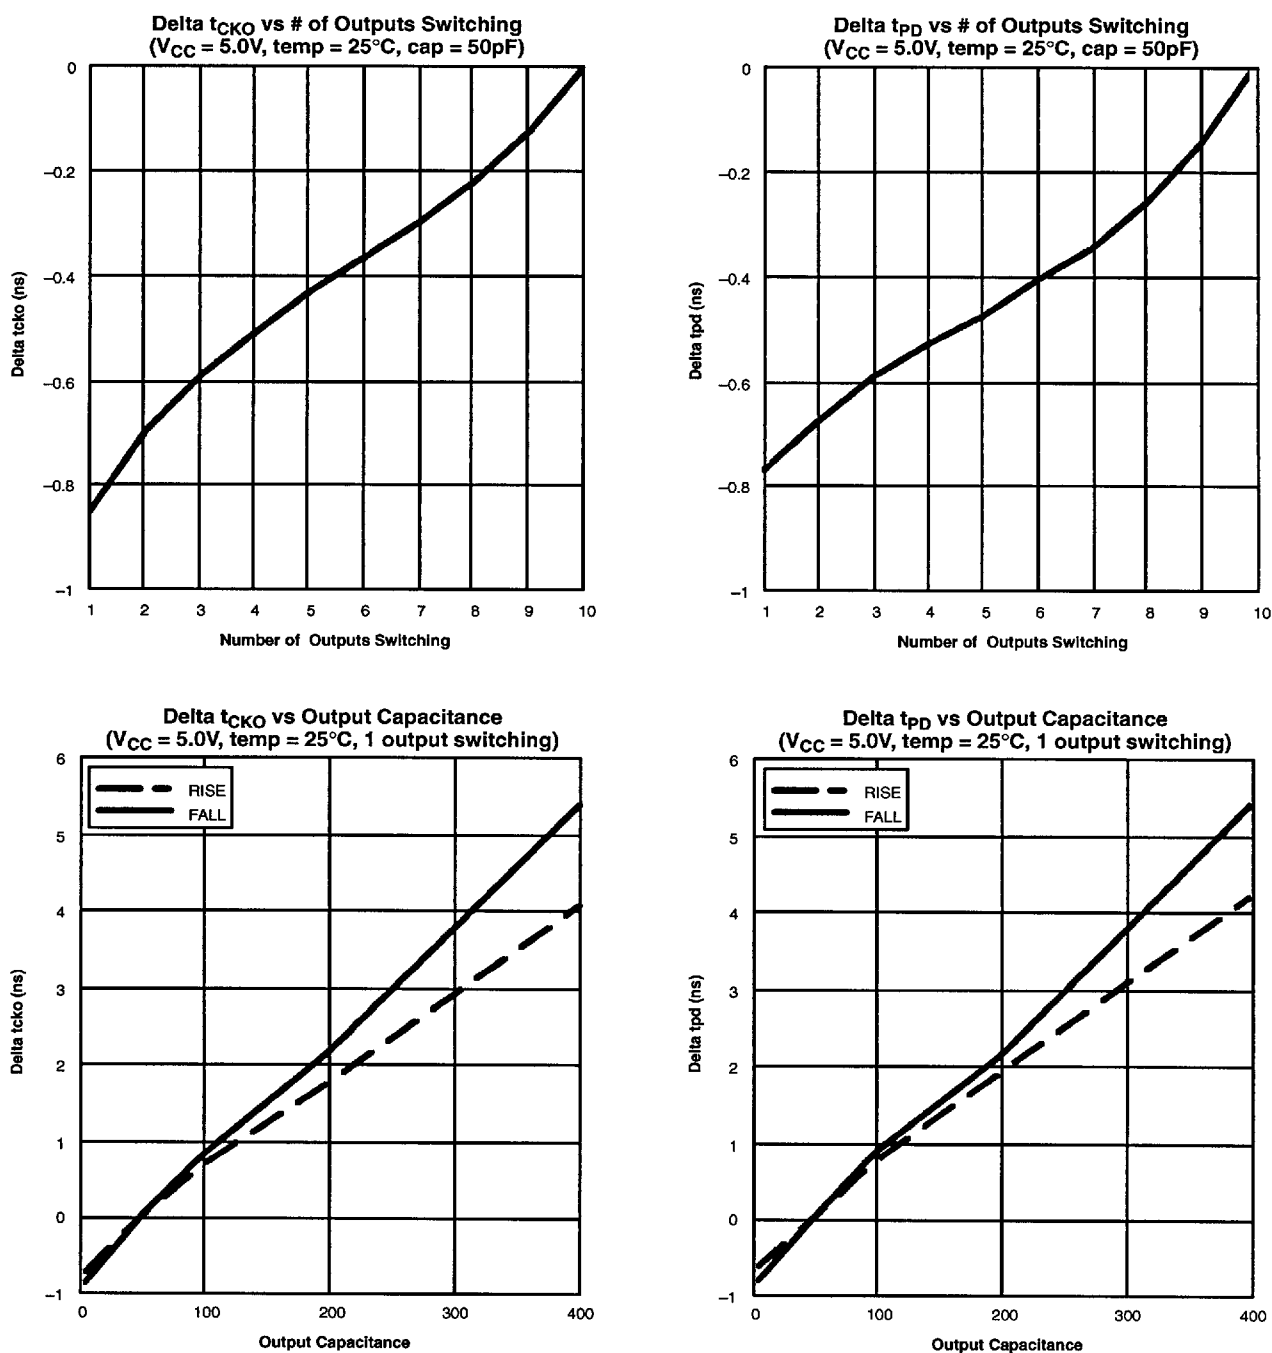 Delta tCKO vs # of Outputs Switching
(VCC = 5.0V, temp = 25°C, cap = 50pF)
0
–0.2
–0.4
–0.6
–0.8
–1
Delta tcko (ns)
1 2 3 4 5 6 7 8 9 10
Number of Outputs Switching
Delta tPD vs # of Outputs Switching
(VCC = 5.0V, temp = 25°C, cap = 50pF)
0
–0.2
–0.4
–0.6
–0.8
–1
Delta tpd (ns)
1 2 3 4 5 6 7 8 9 10
Number of Outputs Switching
Delta tCKO vs Output Capacitance
(VCC = 5.0V, temp = 25°C, 1 output switching)
RISE
FALL
6
5
4
3
2
1
0
–1
Delta tcko (ns)
0 100 200 300 400
Output Capacitance
Delta tPD vs Output Capacitance
(VCC = 5.0V, temp = 25°C, 1 output switching)
RISE
FALL
6
5
4
3
2
1
0
–1
Delta tpd (ns)
0 100 200 300 400
Output Capacitance